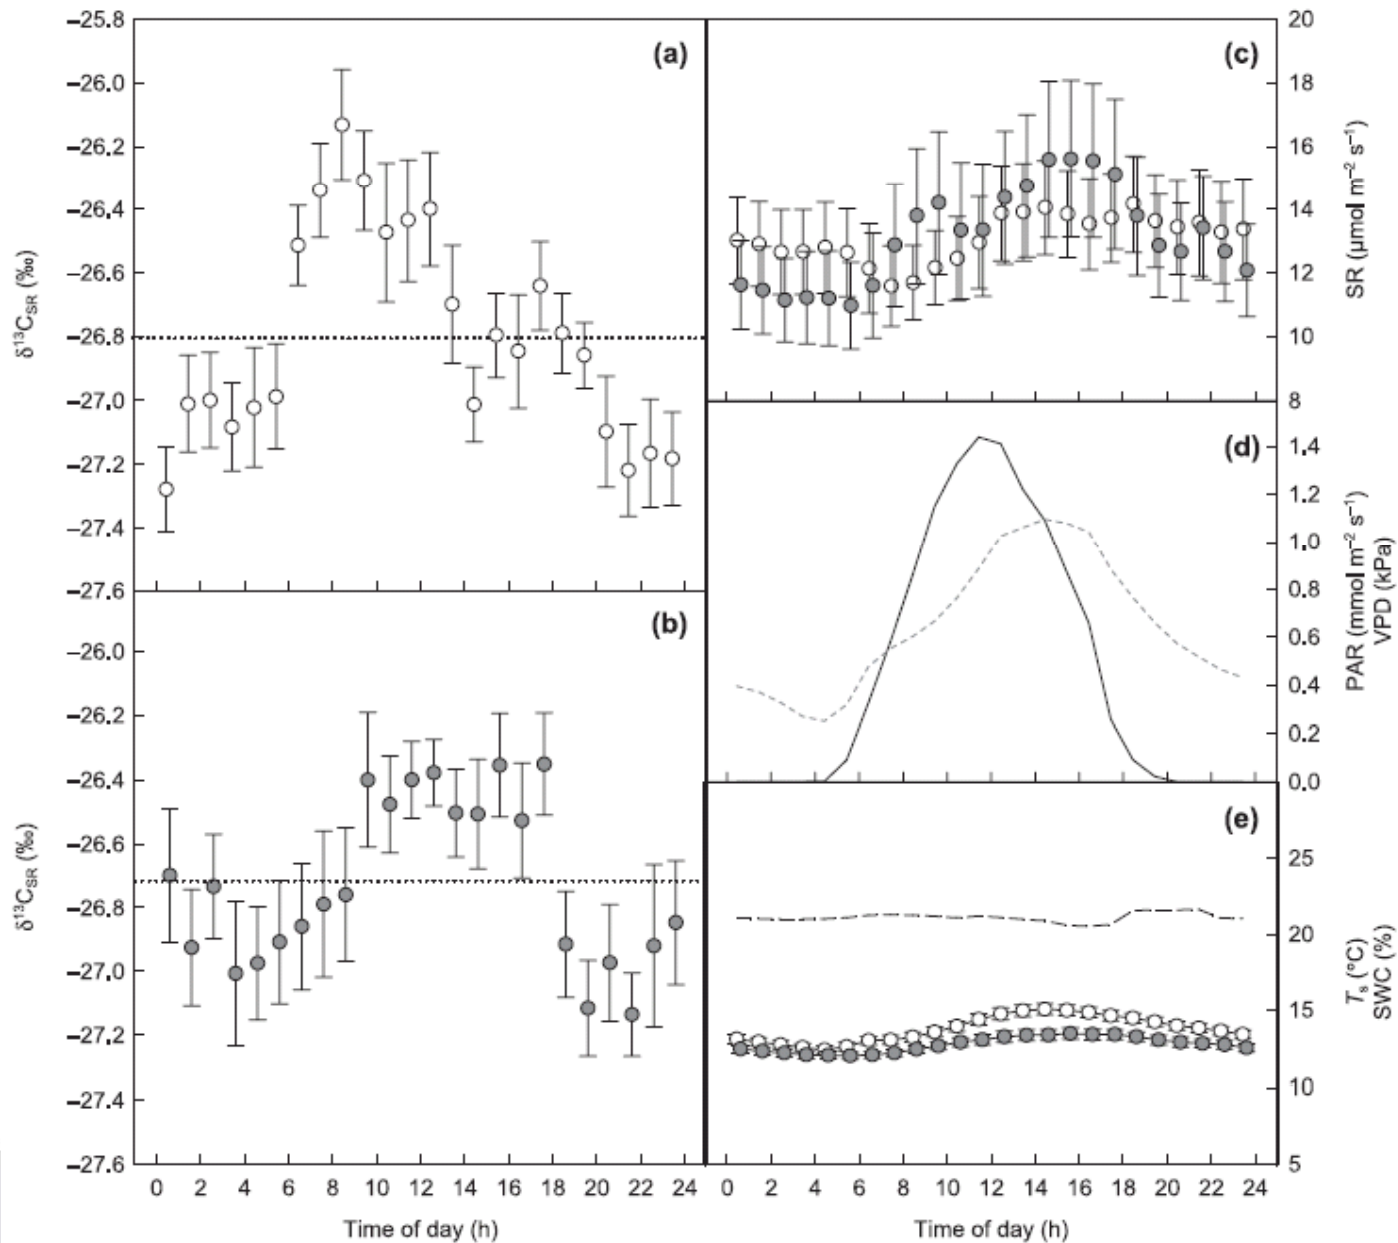 (a)
−25.8
−26.0
−26.2
−26.4
−26.6
−26.8
−27.0
−27.2
−27.4
−27.6
δ¹³C_SR (‰)
(b)
−26.0
−26.2
−26.4
−26.6
−26.8
−27.0
−27.2
−27.4
−27.6
δ¹³C_SR (‰)
0 2 4 6 8 10 12 14 16 18 20 22 24
Time of day (h)
(c)
20
18
16
14
12
10
8
SR (µmol m⁻² s⁻¹)
(d)
1.4
1.2
1.0
0.8
0.6
0.4
0.2
0.0
PAR (mmol m⁻² s⁻¹)
VPD (kPa)
(e)
25
20
15
10
5
T_s (°C)
SWC (%)
0 2 4 6 8 10 12 14 16 18 20 22 24
Time of day (h)